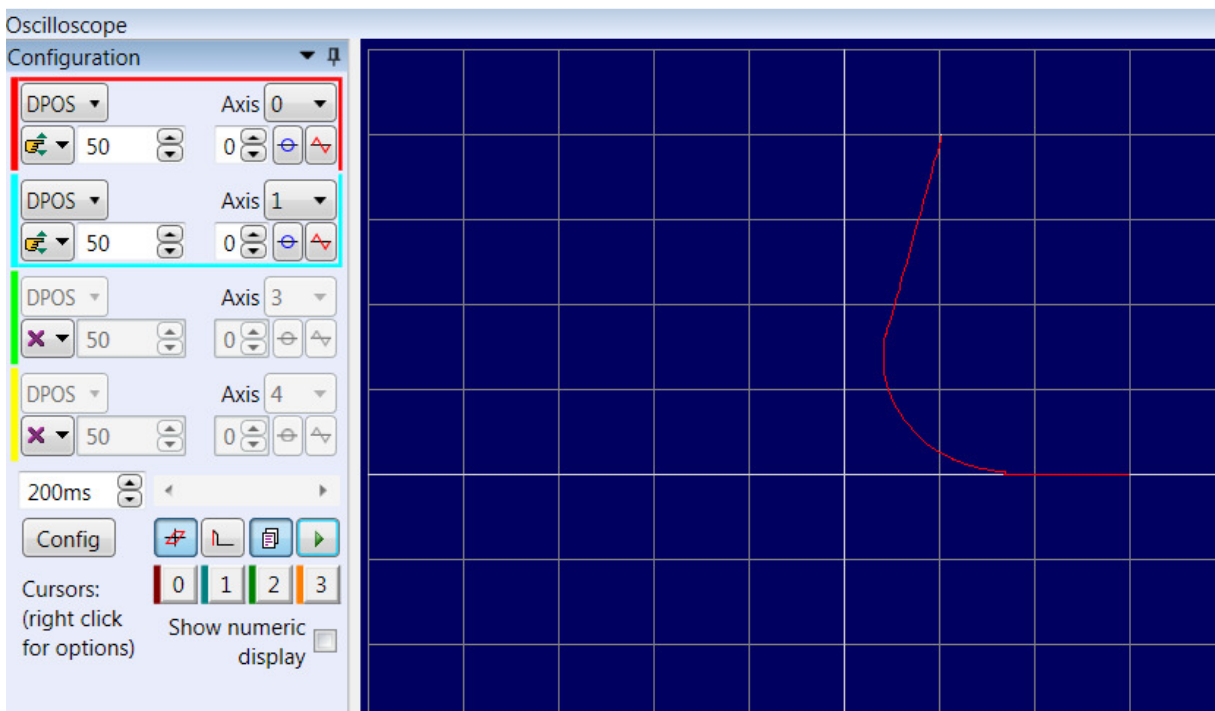 Oscilloscope
Configuration
DPOS Axis 0
50 0
DPOS Axis 1
50 0
DPOS Axis 3
50 0
DPOS Axis 4
50 0
200ms
Config
Cursors: 0 1 2 3
(right click
for options)
Show numeric
display